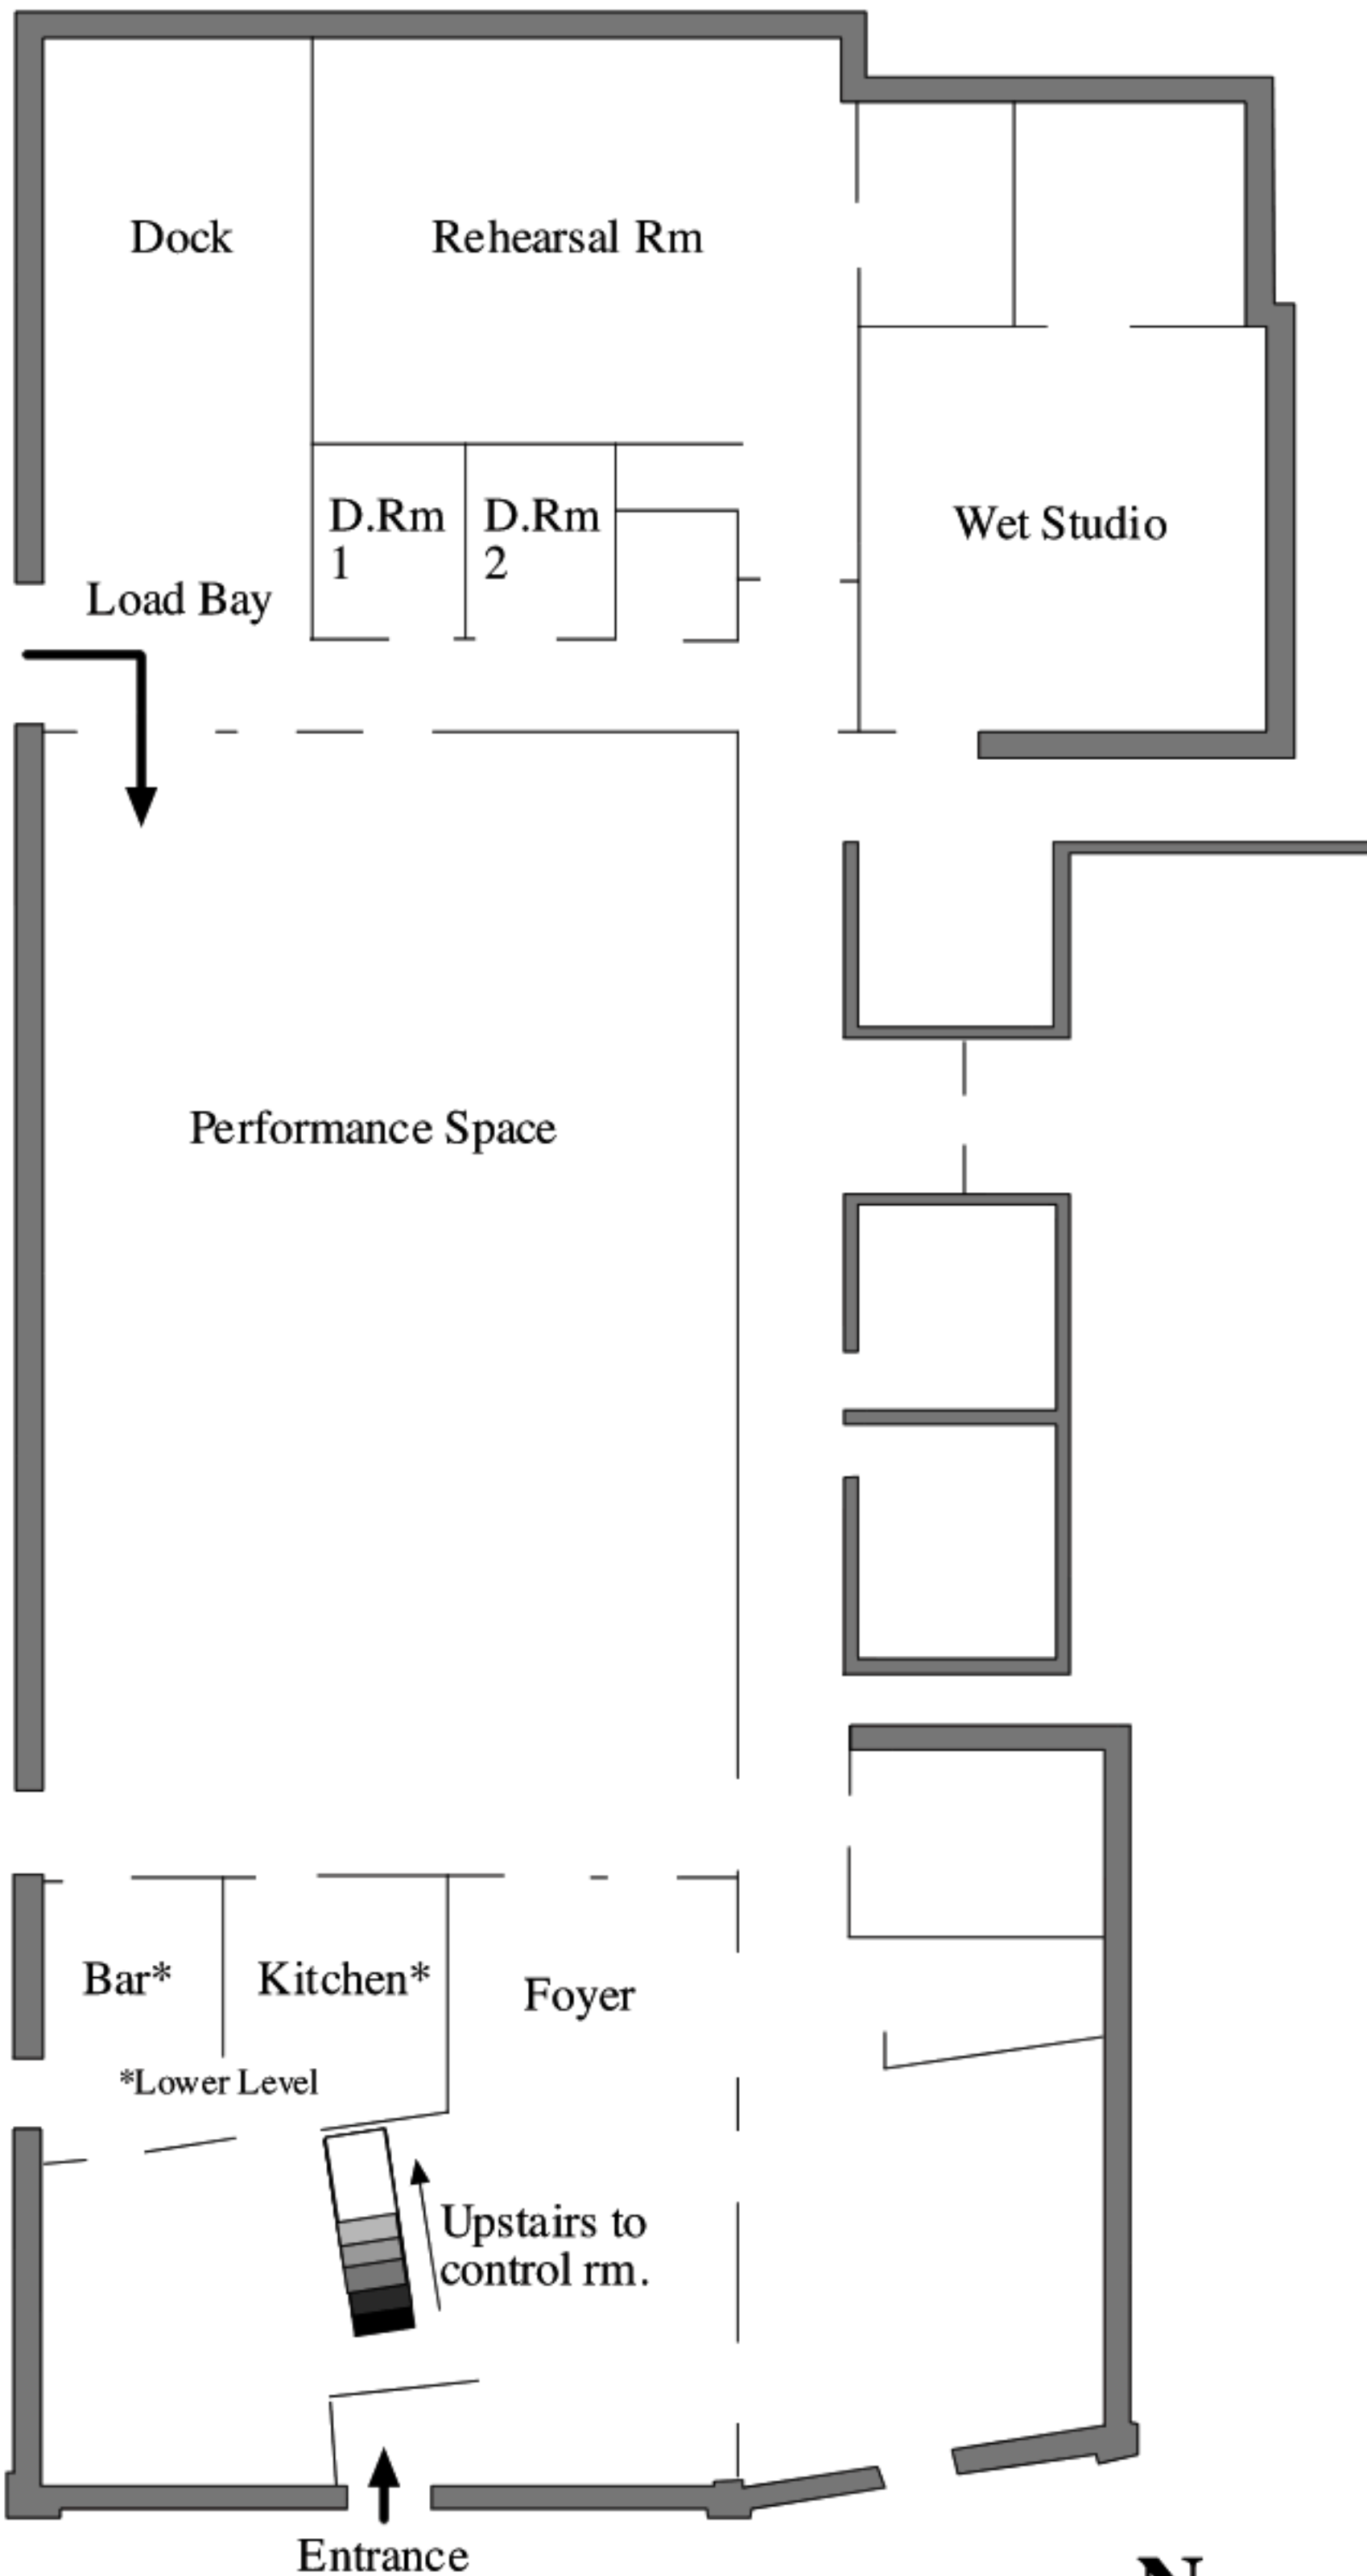 Dock
Rehearsal Rm
D.Rm
1
D.Rm
2
Wet Studio
Load Bay
Performance Space
Bar*
Kitchen*
Foyer
*Lower Level
Upstairs to
control rm.
Entrance
N